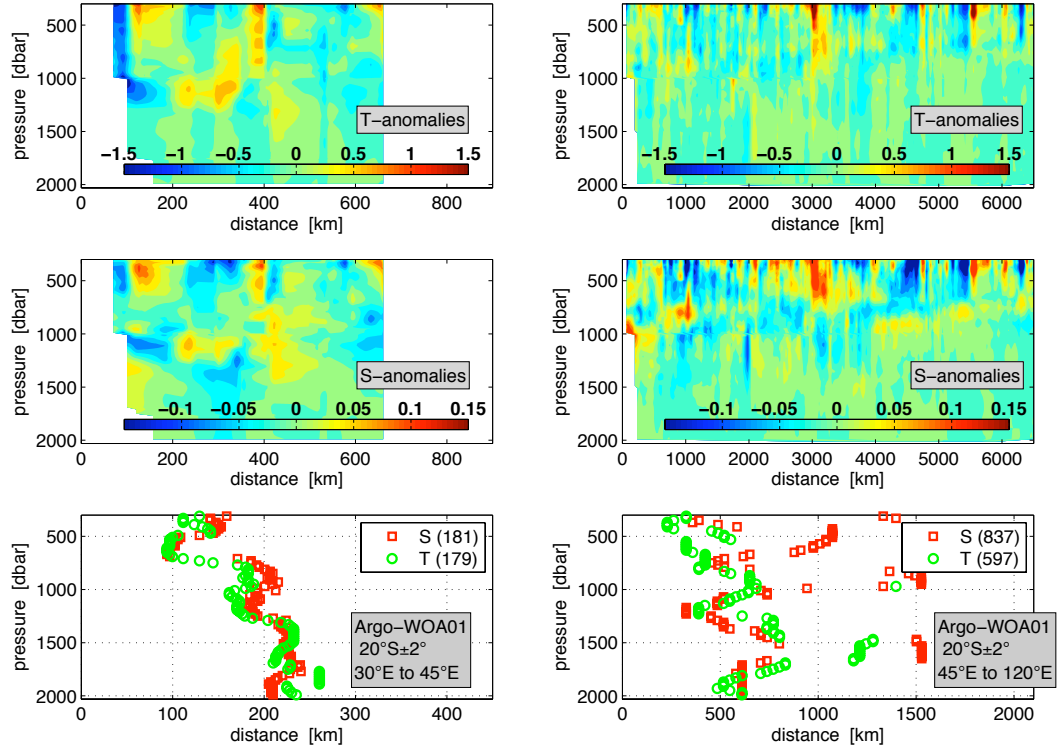 500
1000
1500
2000
pressure [dbar]
T−anomalies
−1.5 −1 −0.5 0 0.5 1 1.5
0 200 400 600 800
distance [km]
500
1000
1500
2000
pressure [dbar]
T−anomalies
−1.5 −1 −0.5 0 0.5 1 1.5
0 1000 2000 3000 4000 5000 6000
distance [km]
500
1000
1500
2000
pressure [dbar]
S−anomalies
−0.1 −0.05 0 0.05 0.1 0.15
0 200 400 600 800
distance [km]
500
1000
1500
2000
pressure [dbar]
S−anomalies
−0.1 −0.05 0 0.05 0.1 0.15
0 1000 2000 3000 4000 5000 6000
distance [km]
500
1000
1500
2000
pressure [dbar]
S (181)
T (179)
Argo−WOA01
20°S±2°
30°E to 45°E
0 100 200 300 400
distance [km]
500
1000
1500
2000
pressure [dbar]
S (837)
T (597)
Argo−WOA01
20°S±2°
45°E to 120°E
0 500 1000 1500 2000
distance [km]